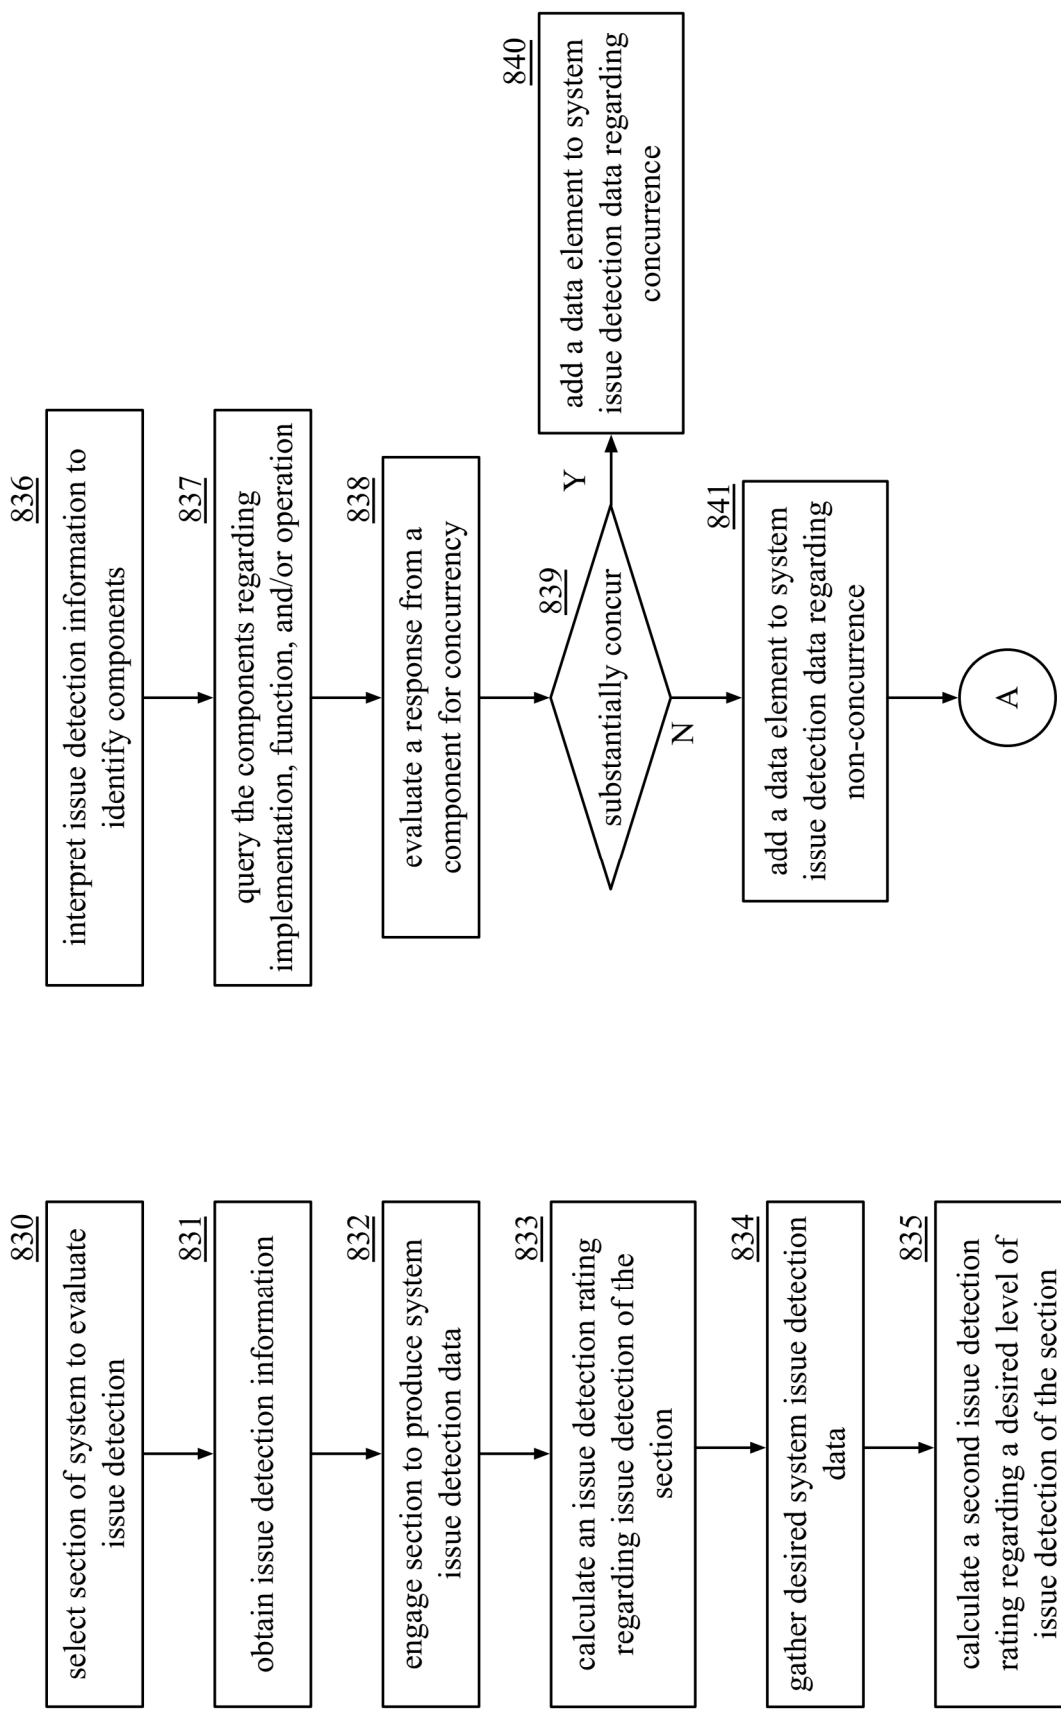 830
select section of system to evaluate
issue detection
831
obtain issue detection information
832
engage section to produce system
issue detection data
833
calculate an issue detection rating
regarding issue detection of the
section
834
gather desired system issue detection
data
835
calculate a second issue detection
rating regarding a desired level of
issue detection of the section
836
interpret issue detection information to
identify components
837
query the components regarding
implementation, function, and/or operation
838
evaluate a response from a
component for concurrency
839
substantially concur
Y
N
840
add a data element to system
issue detection data regarding
concurrence
841
add a data element to system
issue detection data regarding
non-concurrence
A